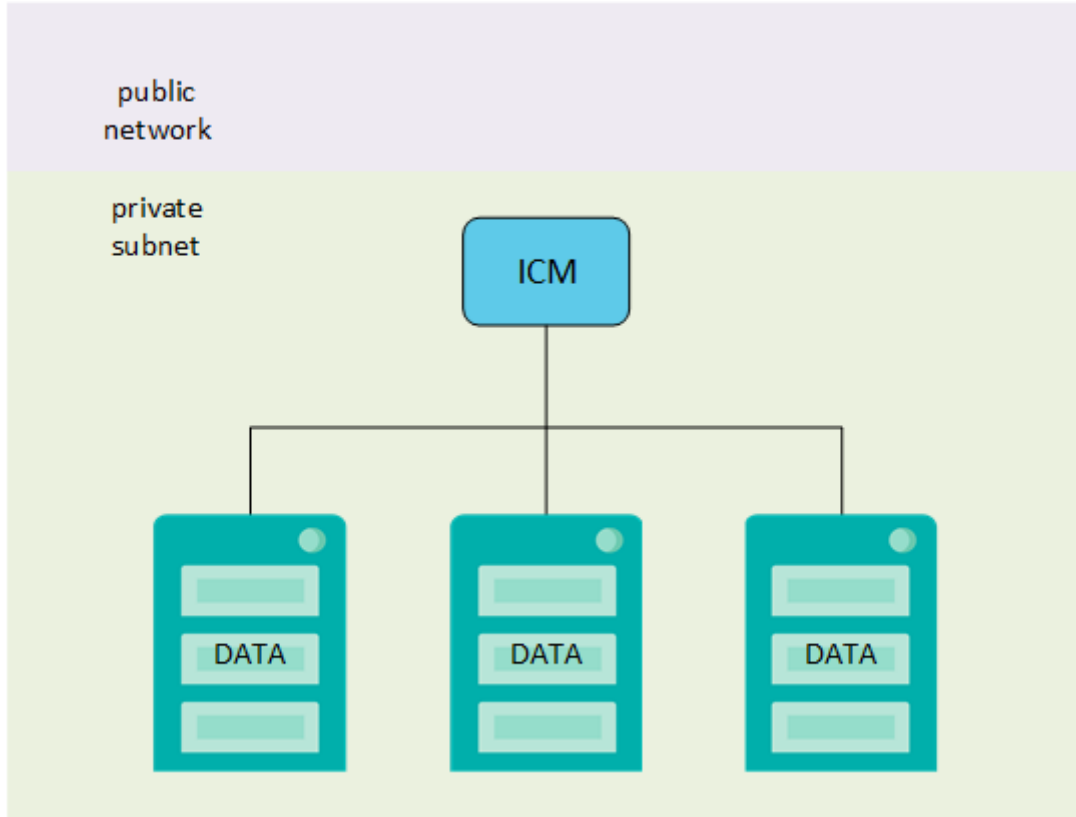 public
network
private
subnet
ICM
DATA
DATA
DATA